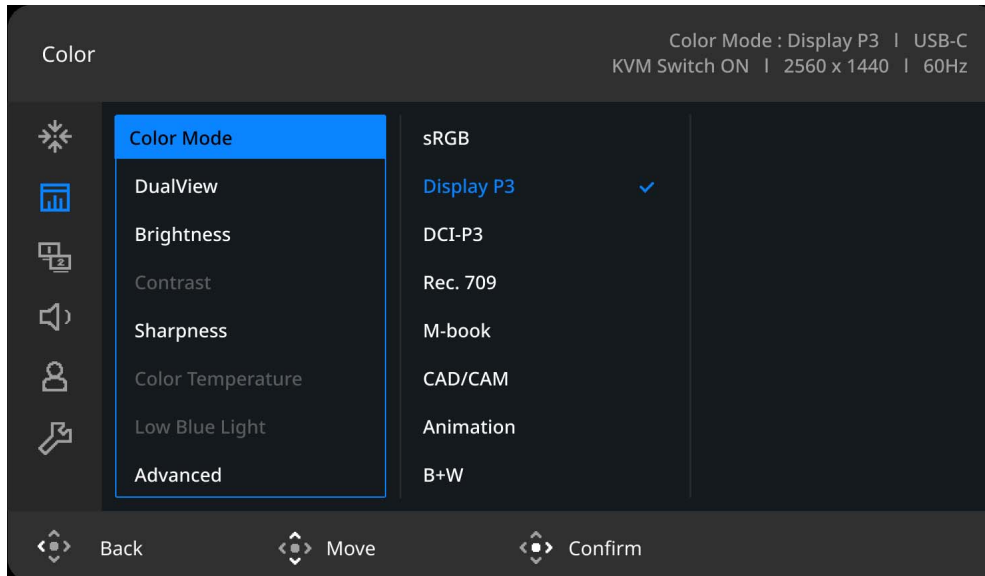 Color
Color Mode : Display P3 I USB-C
KVM Switch ON I 2560 x 1440 I 60Hz
Color Mode
DualView
Brightness
Contrast
Sharpness
Color Temperature
Low Blue Light
Advanced
sRGB
Display P3
DCI-P3
Rec. 709
M-book
CAD/CAM
Animation
B+W
1
2
Back
Move
Confirm